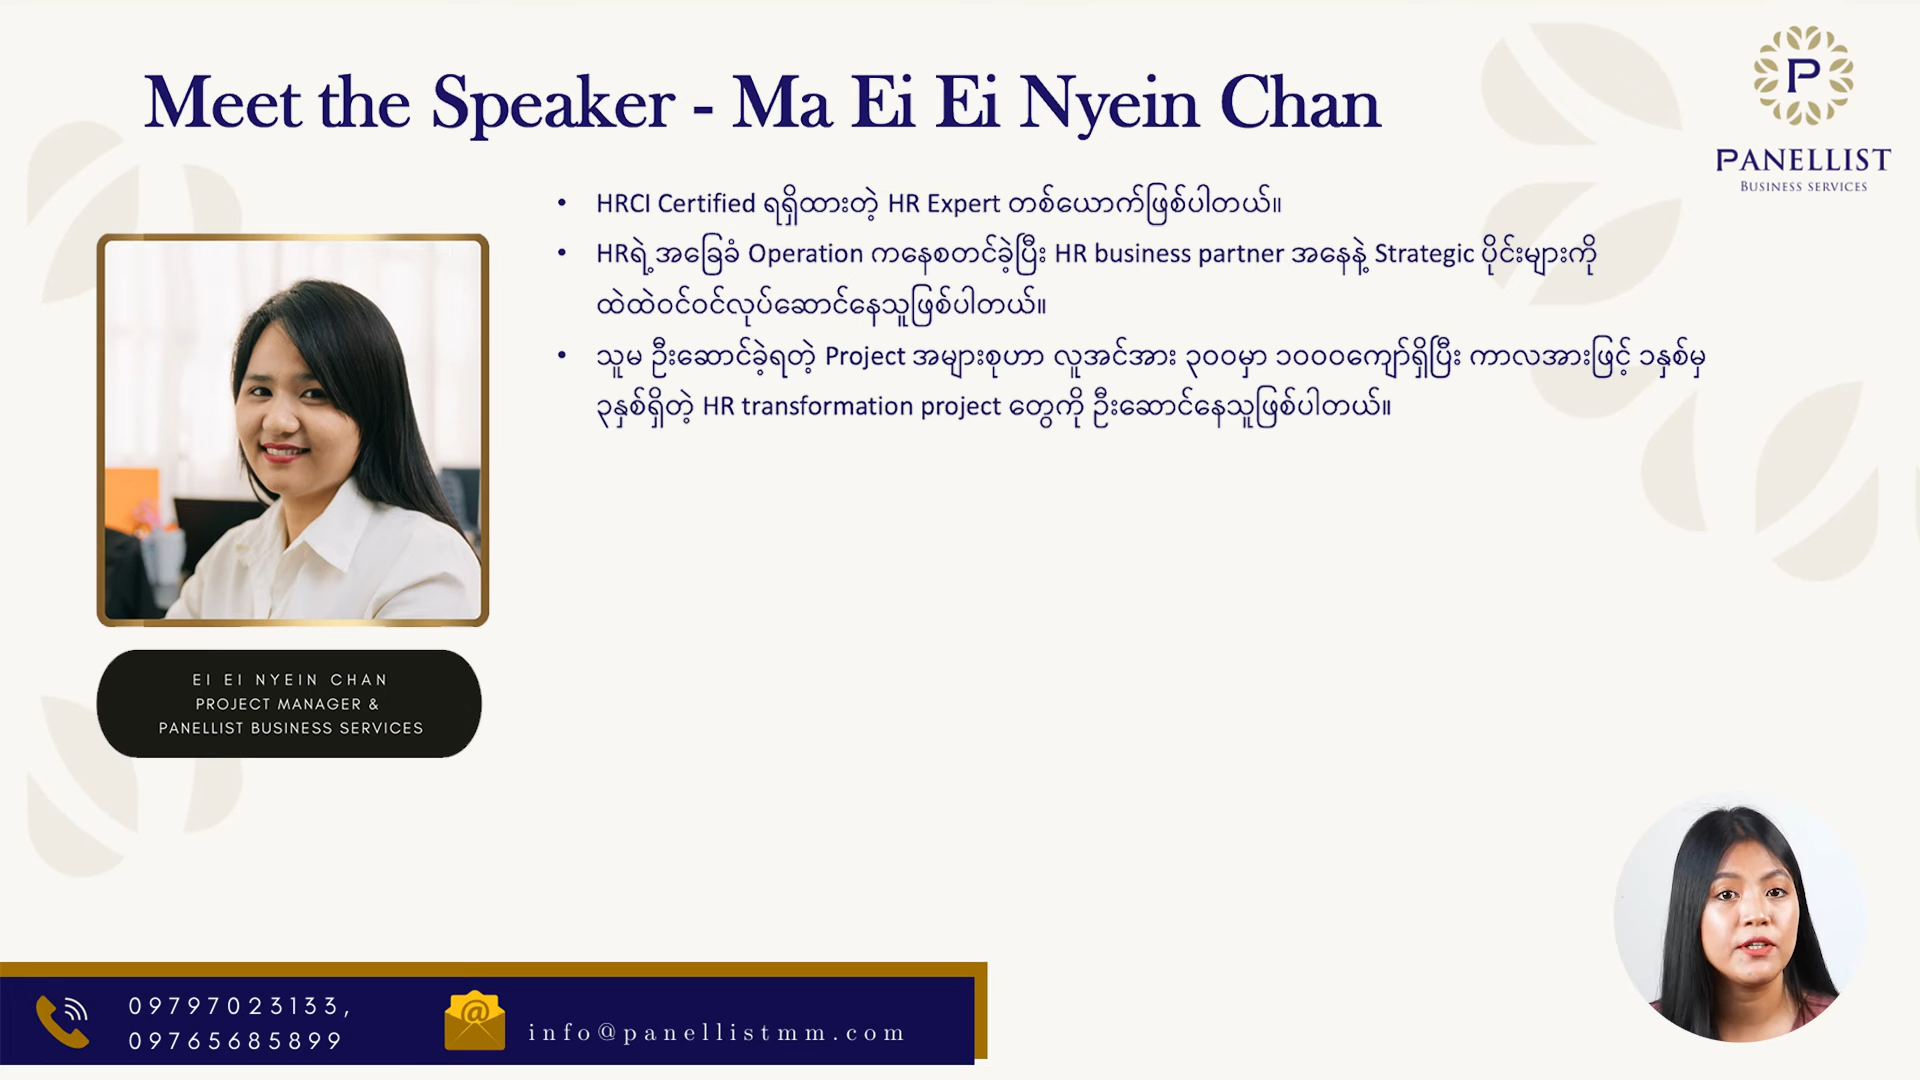 Meet the Speaker - Ma Ei Ei Nyein Chan
PANELLIST
BUSINESS SERVICES
• HRCI Certified ရရှိထားတဲ့ HR Expert တစ်ယောက်ဖြစ်ပါတယ်။
• HRရဲ့ အခြေခံ Operation ကနေစတင်ခဲ့ပြီး HR business partner အနေနဲ့ Strategic ပိုင်းများကို
ထဲထဲဝင်ဝင်လုပ်ဆောင်နေသူဖြစ်ပါတယ်။
• သူမ ဦးဆောင်ခဲ့ရတဲ့ Project အများစုဟာ လူအင်အား ၃၀၀မှာ ၁၀၀၀ကျော်ရှိပြီး ကာလအားဖြင့် ၁နှစ်မှ
၃နှစ်ရှိတဲ့ HR transformation project တွေကို ဦးဆောင်နေသူဖြစ်ပါတယ်။
EI EI NYEIN CHAN
PROJECT MANAGER &
PANELLIST BUSINESS SERVICES
09797023133,
09765685899
info@panellistmm.com